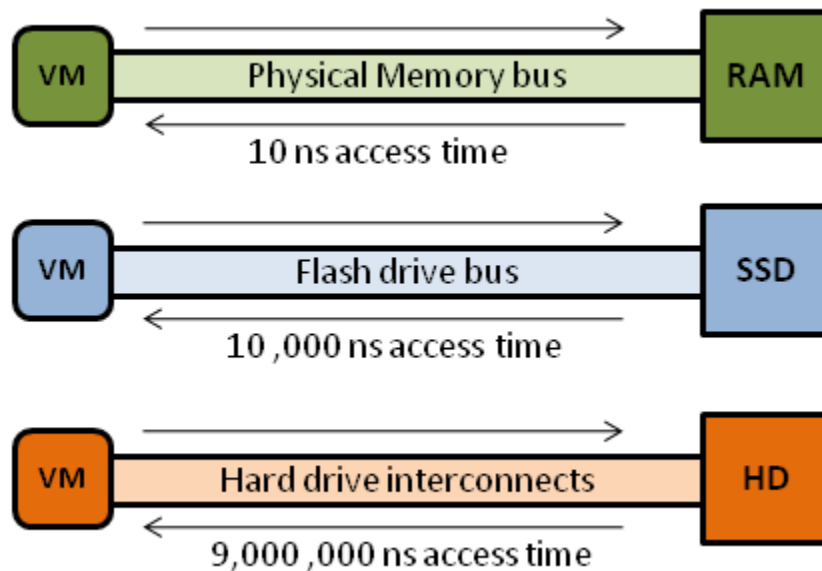 VM
Physical Memory bus
RAM
10 ns access time
VM
Flash drive bus
SSD
10 ,000 ns access time
VM
Hard drive interconnects
HD
9,000 ,000 ns access time